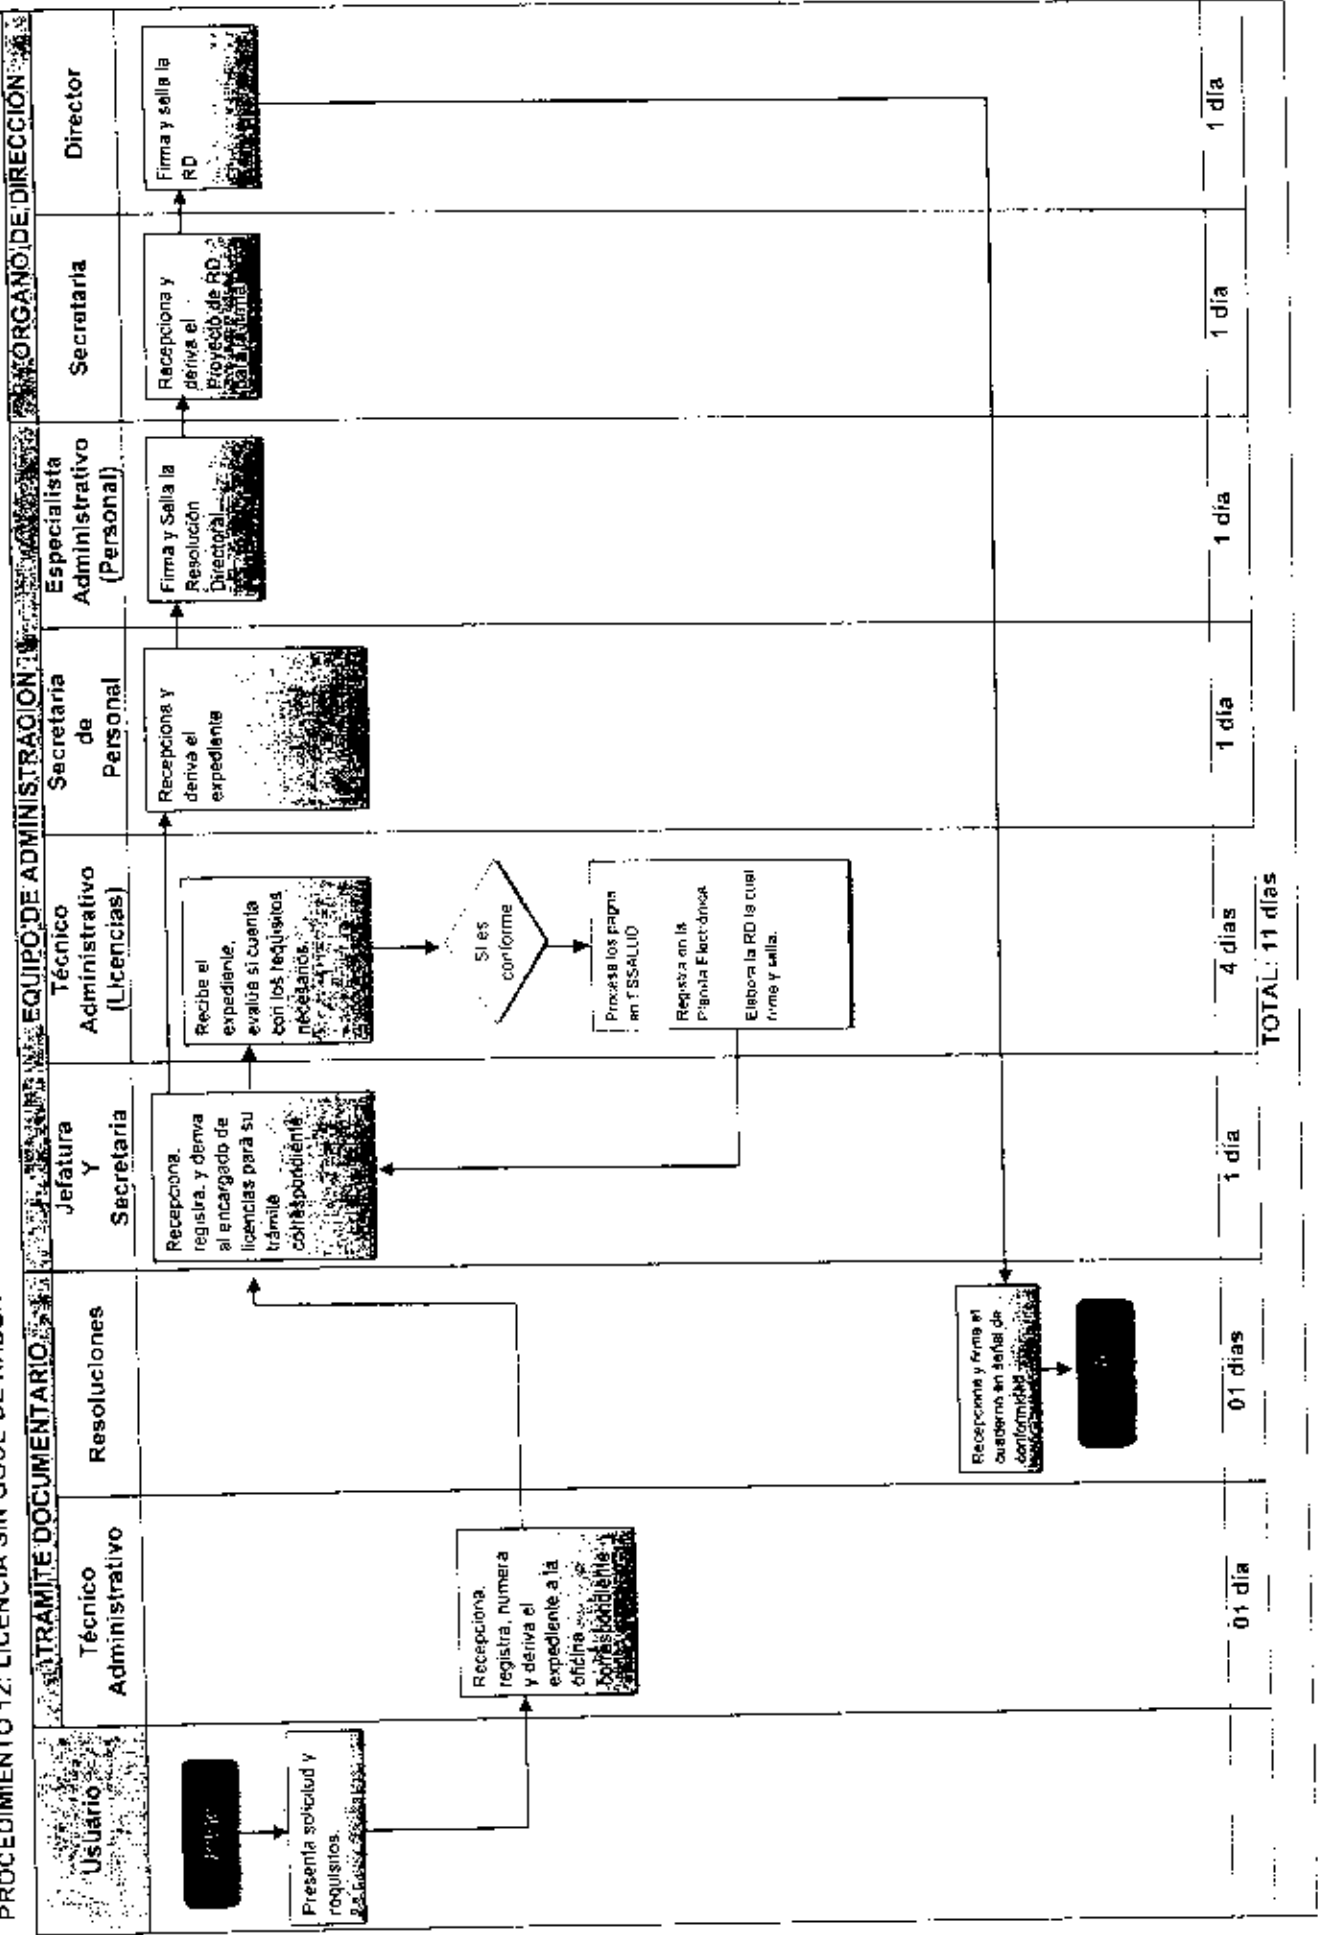 PROCEDIMIENTO 12: LICENCIA SIN GOCE DE
Usuario
TRAMITE DOCUMENTARIO
EQUIPO DE ADMINISTRACION
ORGANO DE DIRECCIÓN
Técnico
Administrativo
Resoluciones
Jefatura
Y
Secretaria
Técnico
Administrativo
(Licencias)
Secretaria
de
Personal
Especialista
Administrativo
(Personal)
Secretaria
Director
Presenta solicitud y
requisitos.
Recepciona,
registra, numera
y deriva el
expediente a la
oficina
correspondiente
Recepciona,
registra, y deriva
al encargado de
licencias para su
trámite
correspondiente
Recibe el
expediente,
evalúa si cuenta
con los requisitos
necesarios.
Si es
conforme
Procesa los pagos
en ESSALUD
Registra en la
Planilla Electrónica
Elabora la RD la cual
firma y sella.
Recepciona y
deriva el
expediente
Firma y Sella la
Resolución
Directoral
Recepciona y
deriva el
Proyecto de RD
para la firma
Firma y sella la
RD
Recepciona y firma el
cuaderno en señal de
conformidad
01 día
01 días
1 día
4 días
1 día
1 día
1 día
1 día
TOTAL: 11 días